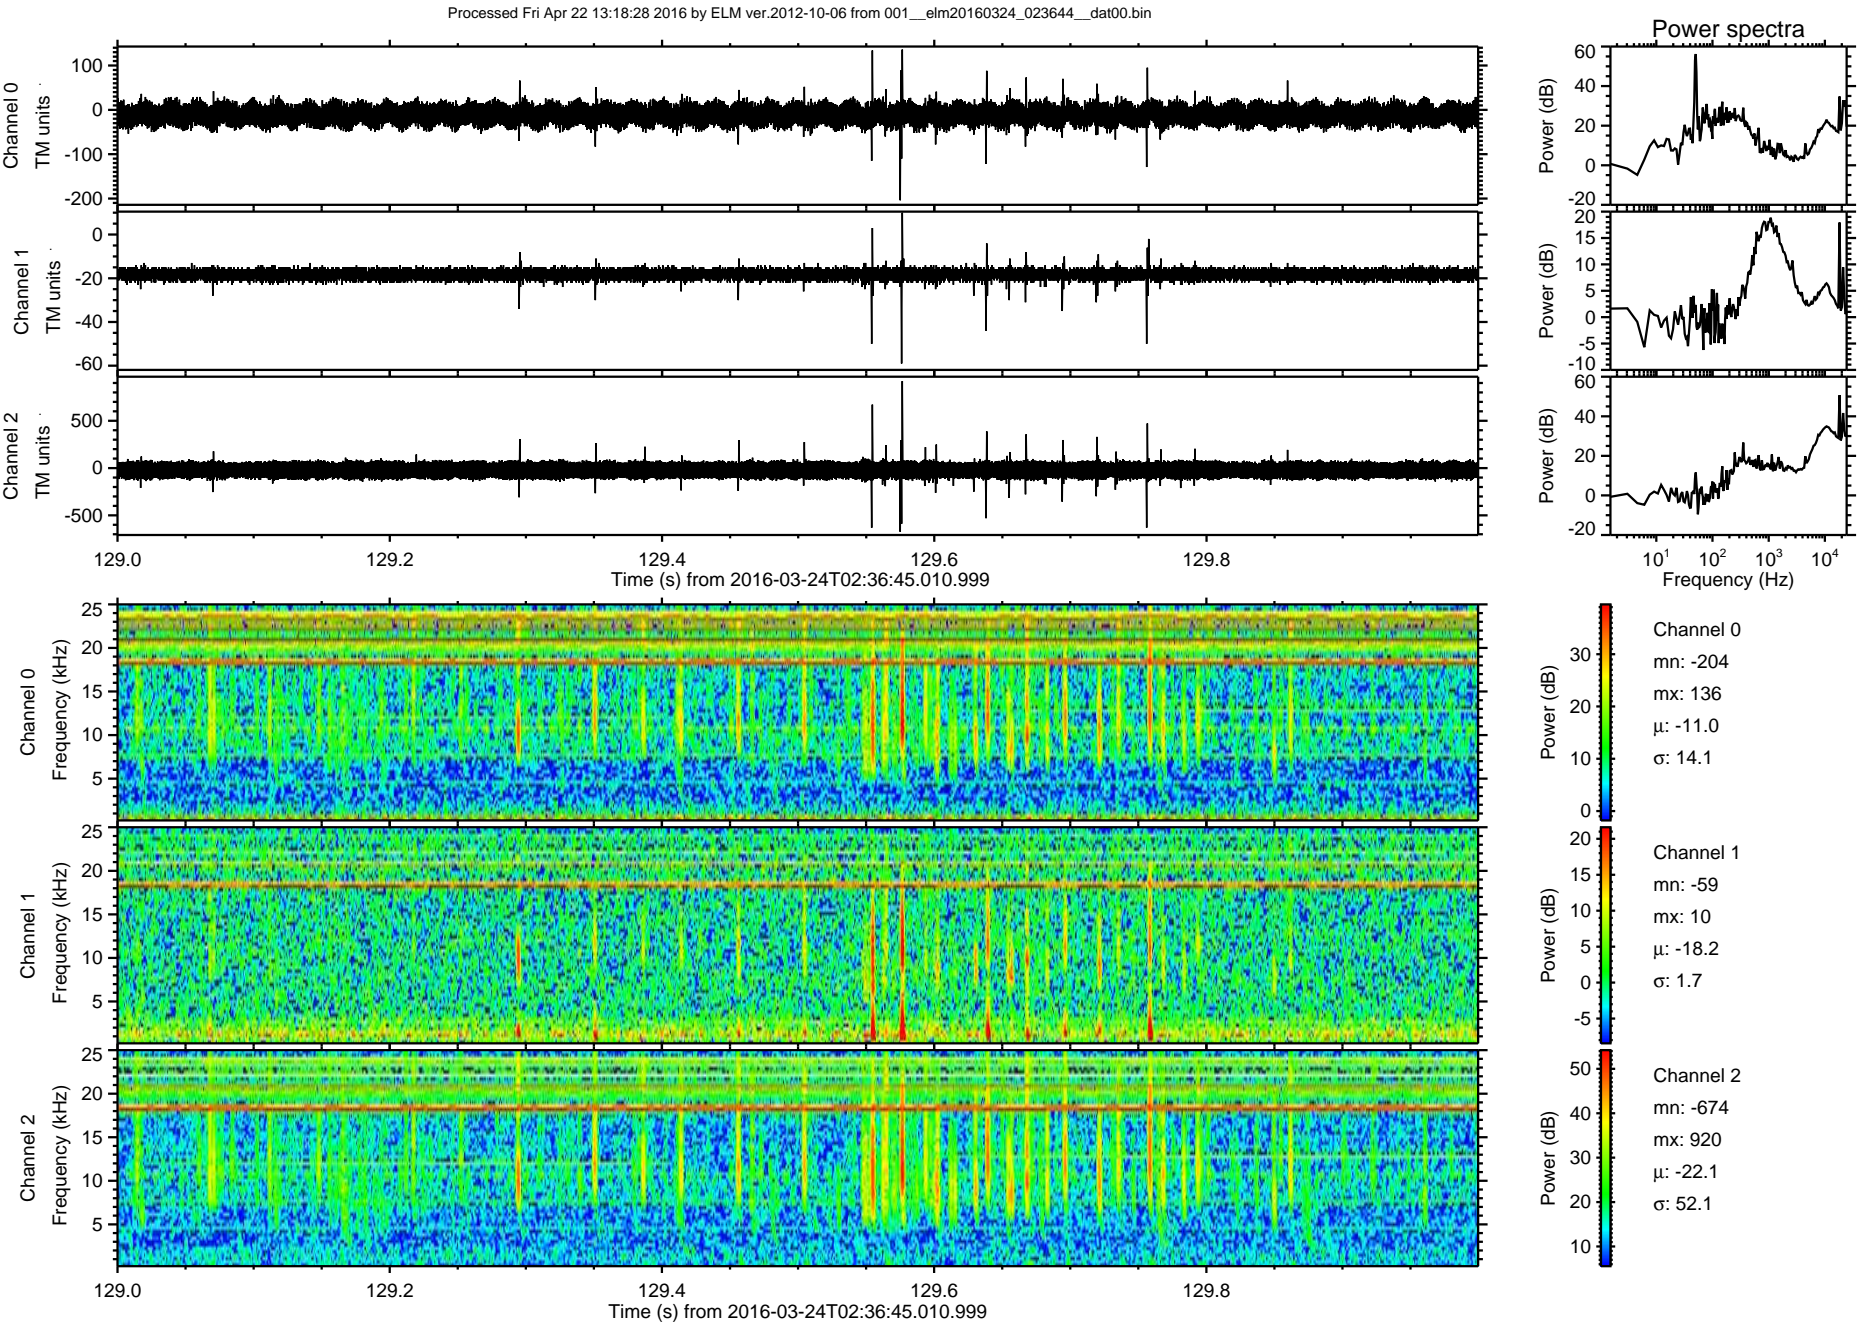 Processed Fri Apr 22 13:18:28 2016 by ELM ver.2012-10-06 from 001__elm20160324_023644__dat00.bin
Power spectra
Channel 0
TM units
100
0
-100
-200
Power (dB)
60
40
20
0
-20
Channel 1
TM units
0
-20
-40
-60
Power (dB)
20
15
10
5
0
-5
-10
Channel 2
TM units
500
0
-500
Power (dB)
60
40
20
0
-20
129.0 129.2 129.4 129.6 129.8
Time (s) from 2016-03-24T02:36:45.010.999
10^1 10^2 10^3 10^4
Frequency (Hz)
Channel 0
Frequency (kHz)
25
20
15
10
5
Power (dB)
30
20
10
0
Channel 0
mn: -204
mx: 136
μ: -11.0
σ: 14.1
Channel 1
Frequency (kHz)
25
20
15
10
5
Power (dB)
20
15
10
5
0
-5
Channel 1
mn: -59
mx: 10
μ: -18.2
σ: 1.7
Channel 2
Frequency (kHz)
25
20
15
10
5
Power (dB)
50
40
30
20
10
Channel 2
mn: -674
mx: 920
μ: -22.1
σ: 52.1
129.0 129.2 129.4 129.6 129.8
Time (s) from 2016-03-24T02:36:45.010.999